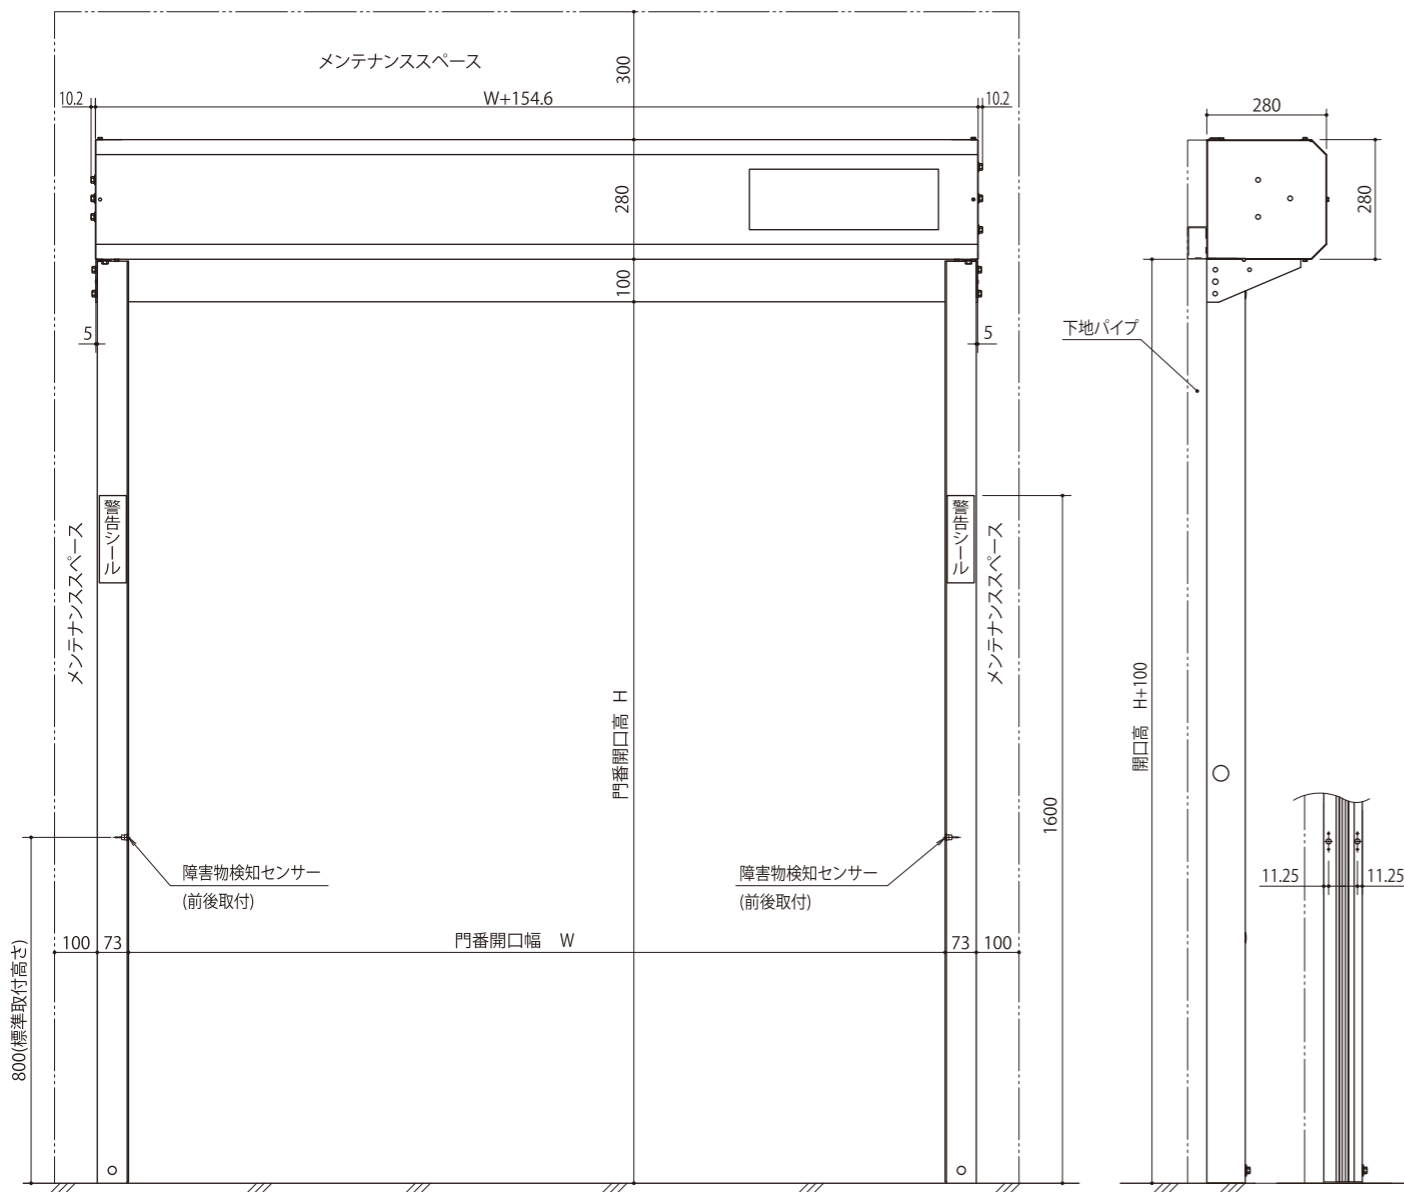 メンテナンススペース
300
10.2
W+154.6
10.2
280
280
280
100
5
5
下地パイプ
警告シール
警告シール
メンテナンススペース
メンテナンススペース
門番開口高 H
開口高 H+100
1600
障害物検知センサー
(前後取付)
障害物検知センサー
(前後取付)
11.25
11.25
100
73
門番開口幅 W
73
100
800(標準取付高さ)